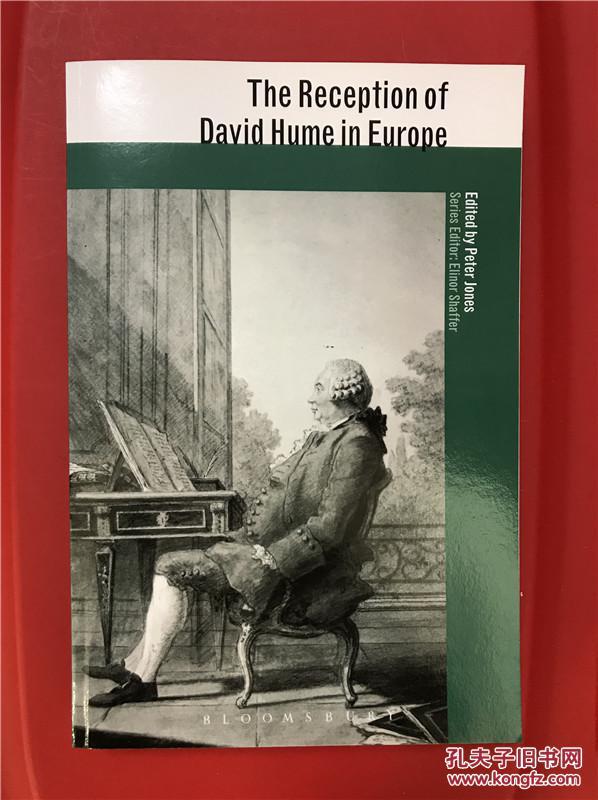 The Reception of
David Hume in Europe
Edited by Peter Jones
Series Editor: Elinor Shaffer
BLOOMSBURY
孔夫子旧书网
www.kongfz.com